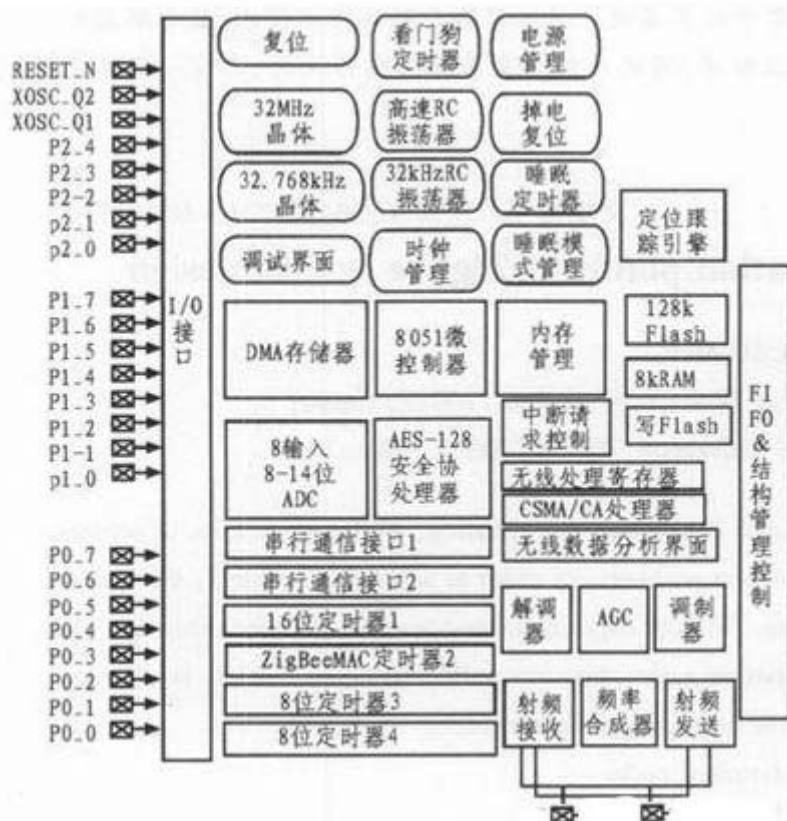 RESET_N
XOSC_Q2
XOSC_Q1
P2_4
P2_3
P2-2
p2_1
p2_0
P1_7
P1_6
P1_5
P1_4
P1_3
P1_2
P1-1
p1_0
P0_7
P0_6
P0_5
P0_4
P0_3
P0_2
P0_1
P0_0
I/O
接
口
复位
看门狗
定时器
电源
管理
32MHz
晶体
高速RC
振荡器
掉电
复位
32.768kHz
晶体
32kHzRC
振荡器
睡眠
定时器
调试界面
时钟
管理
睡眠模
式管理
定位跟
踪引擎
DMA存储器
8051微
控制器
内存
管理
128k
Flash
8kRAM
写Flash
中断请
求控制
8输入
8-14位
ADC
AES-128
安全协
处理器
无线处理寄存器
CSMA/CA处理器
无线数据分析界面
串行通信接口1
串行通信接口2
16位定时器1
ZigBeeMAC定时器2
8位定时器3
8位定时器4
解调
器
AGC
调制
器
射频
接收
频率
合成器
射频
发送
FI
FO
&
结
构
管
理
控
制